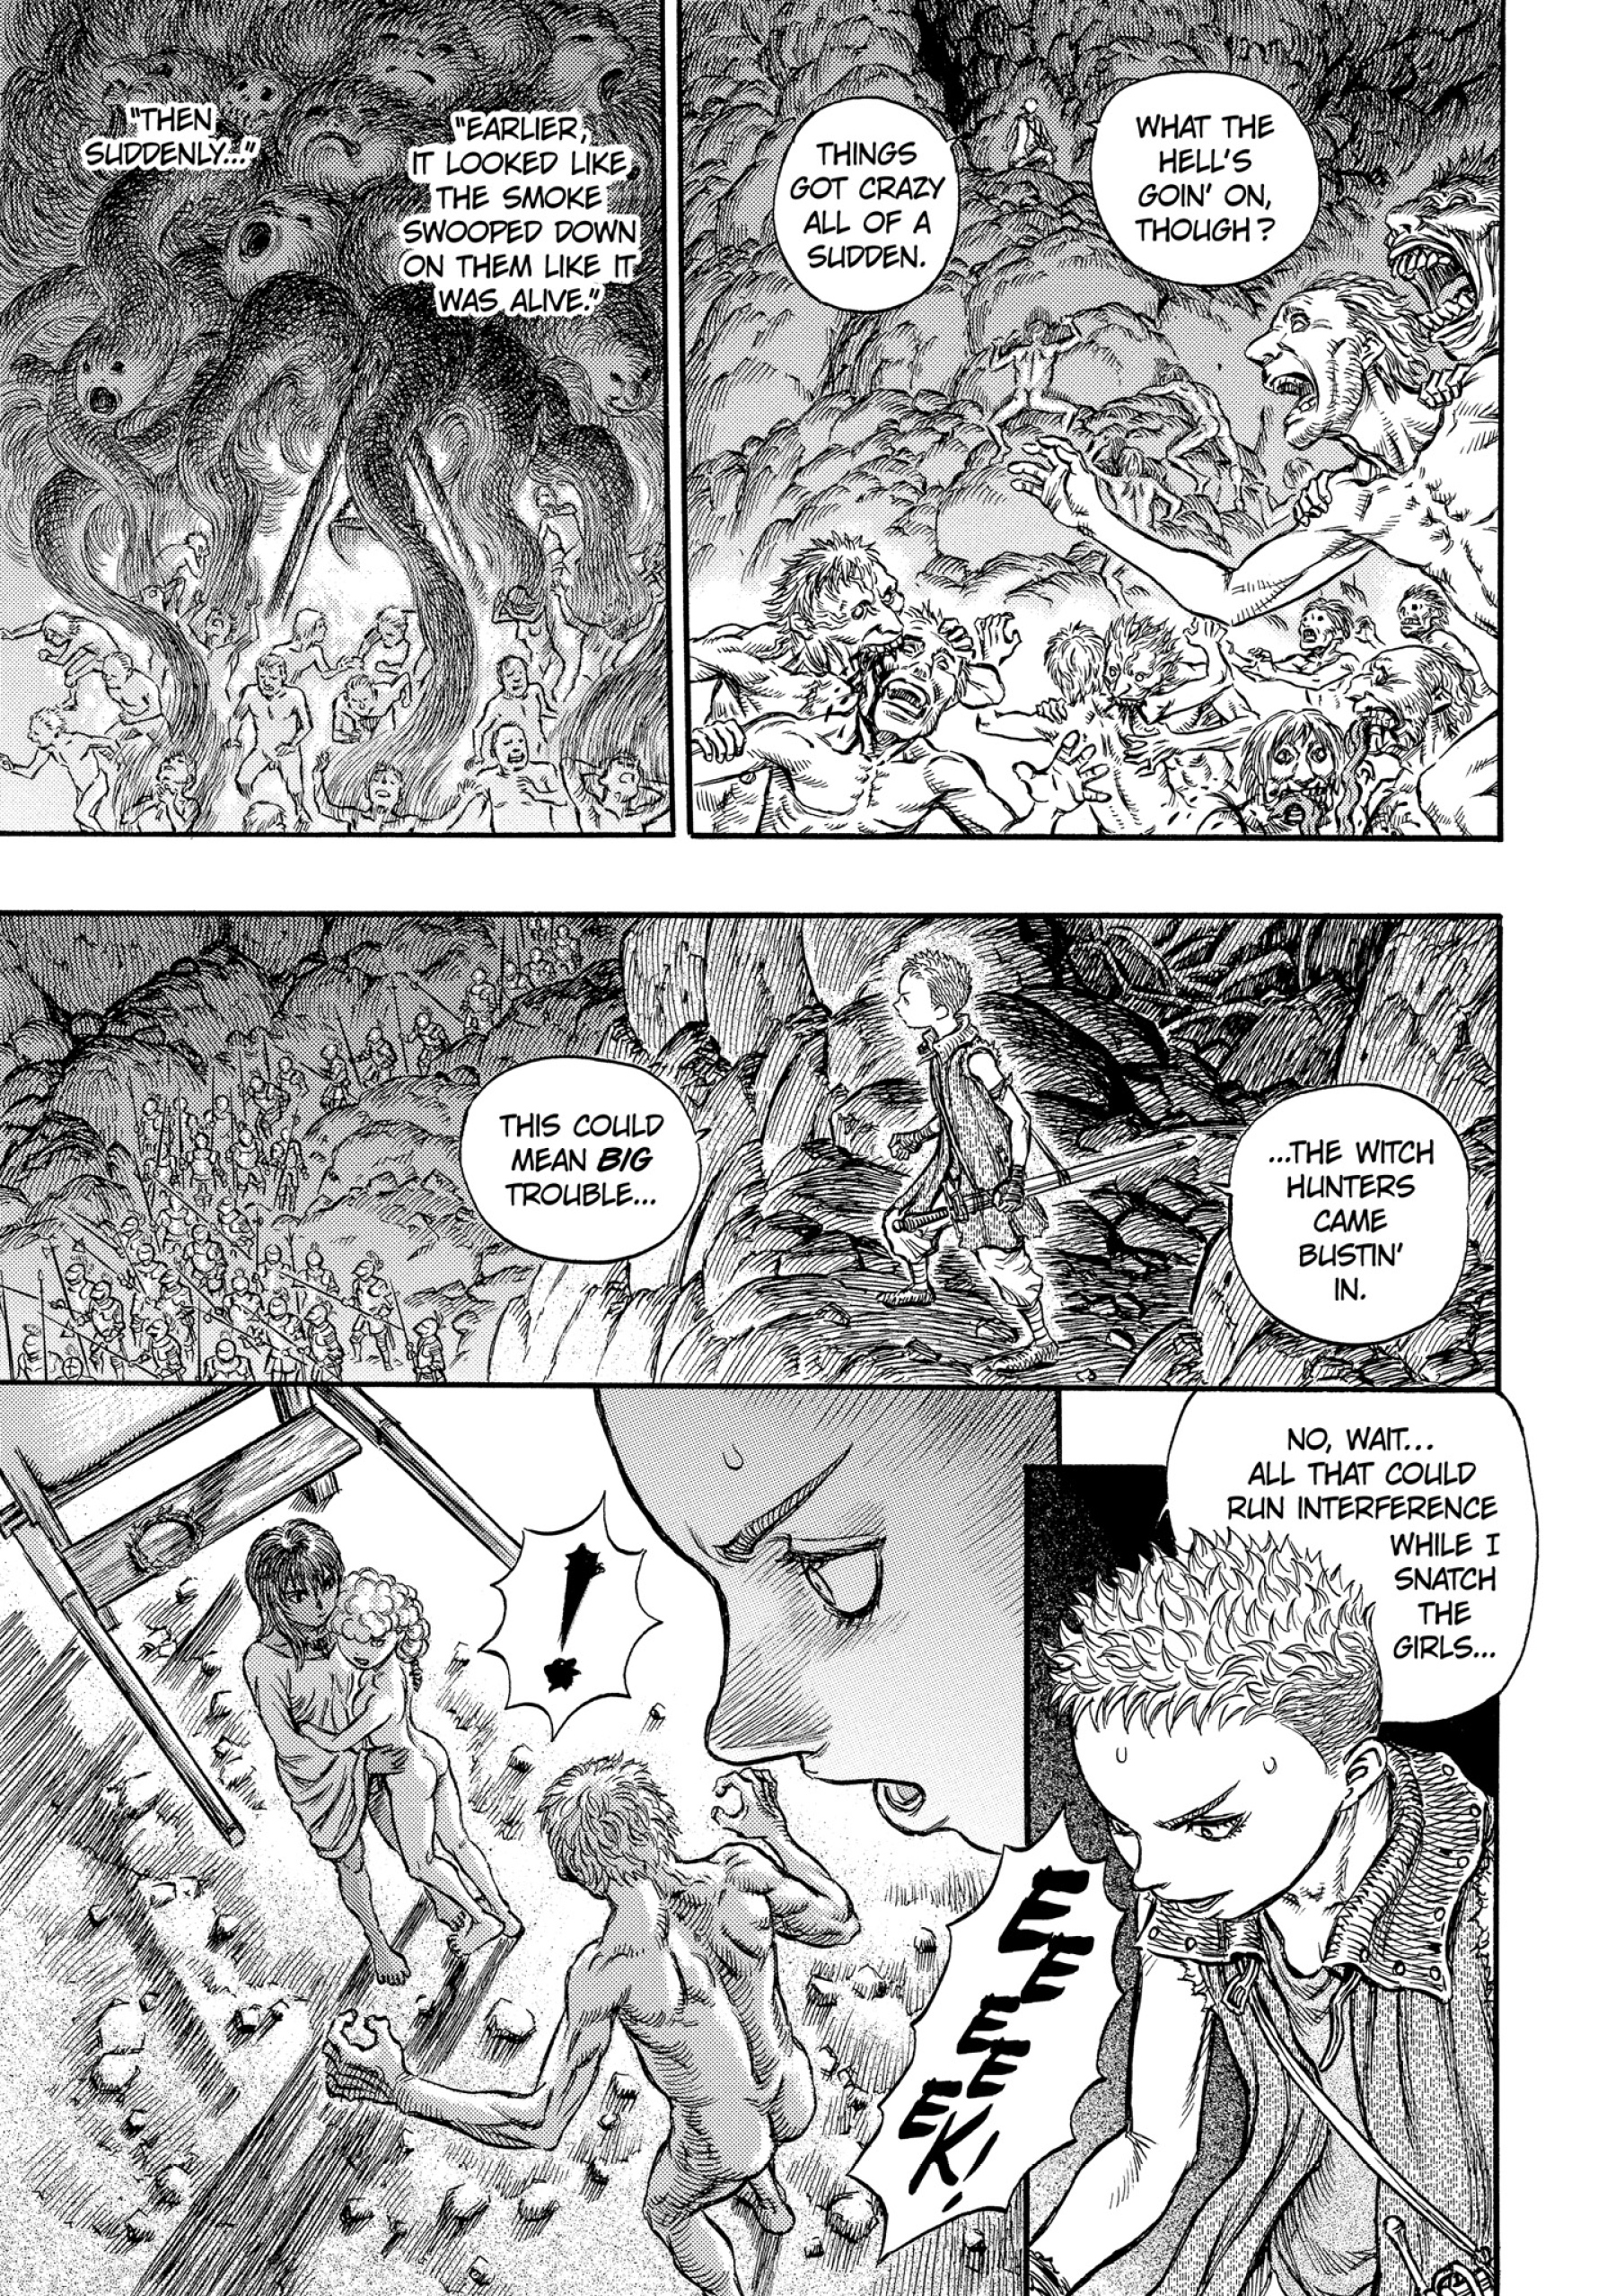 WHAT THE
HELL'S
GOIN' ON,
THOUGH?
THINGS
GOT CRAZY
ALL OF A
SUDDEN.
"EARLIER,
IT LOOKED LIKE
THE SMOKE
SWOOPED DOWN
ON THEM LIKE IT
WAS ALIVE."
"THEN
SUDDENLY..."
...THE WITCH
HUNTERS
CAME
BUSTIN'
IN.
THIS COULD
MEAN BIG
TROUBLE...
NO, WAIT...
ALL THAT COULD
RUN INTERFERENCE
WHILE I
SNATCH
THE
GIRLS...
EEEEEEK!
!